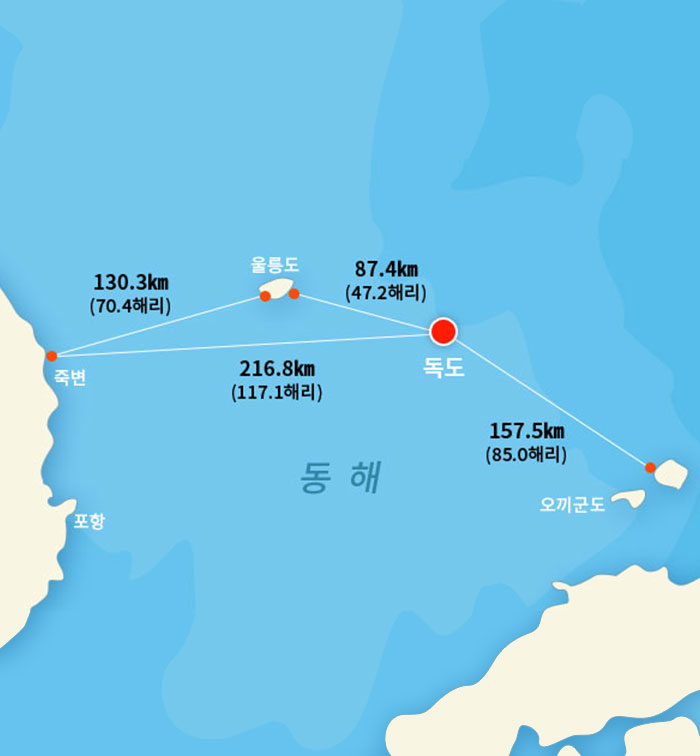 울릉도
87.4km
(47.2해리)
130.3km
(70.4해리)
독도
216.8km
(117.1해리)
죽변
157.5km
(85.0해리)
동 해
오끼군도
포항